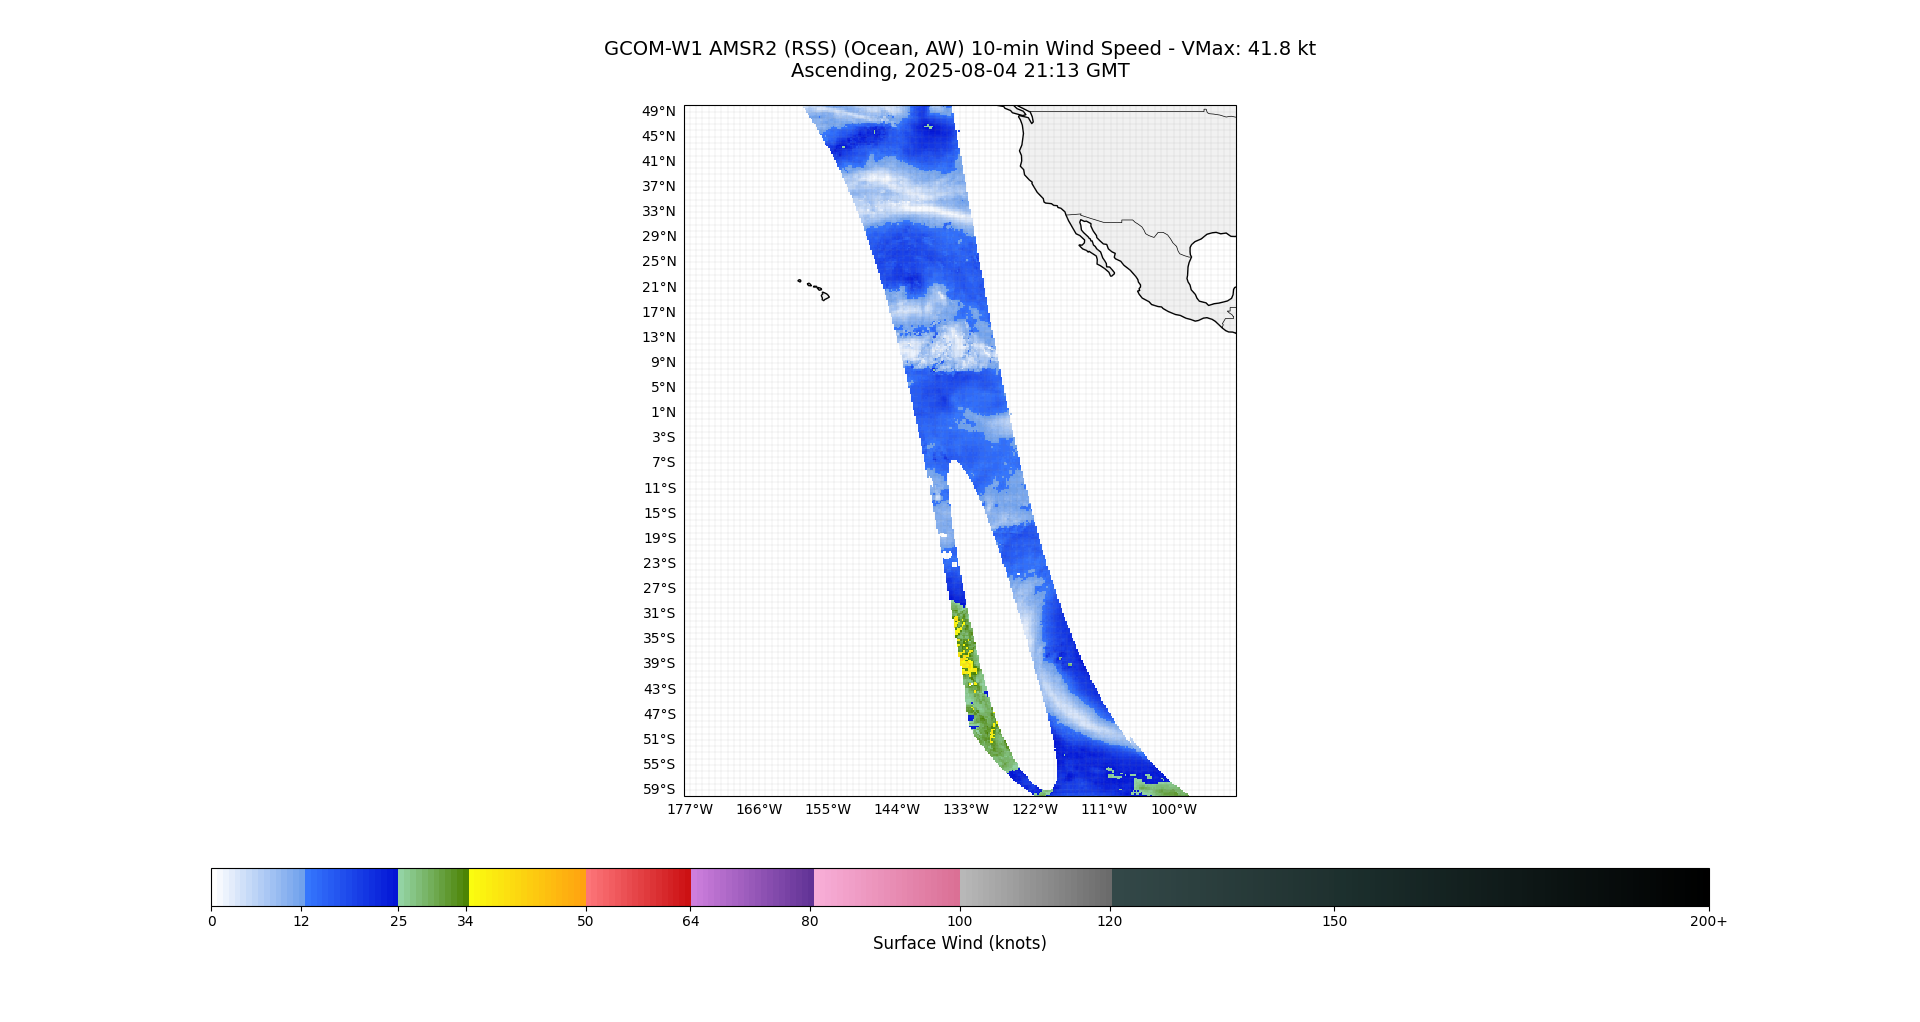 GCOM-W1 AMSR2 (RSS) (Ocean, AW) 10-min Wind Speed - VMax: 41.8 kt
Ascending, 2025-08-04 21:13 GMT
49°N
45°N
41°N
37°N
33°N
29°N
25°N
21°N
17°N
13°N
9°N
5°N
1°N
3°S
7°S
11°S
15°S
19°S
23°S
27°S
31°S
35°S
39°S
43°S
47°S
51°S
55°S
59°S
177°W 166°W 155°W 144°W 133°W 122°W 111°W 100°W
0 12 25 34 50 64 80 100 120 150 200+
Surface Wind (knots)